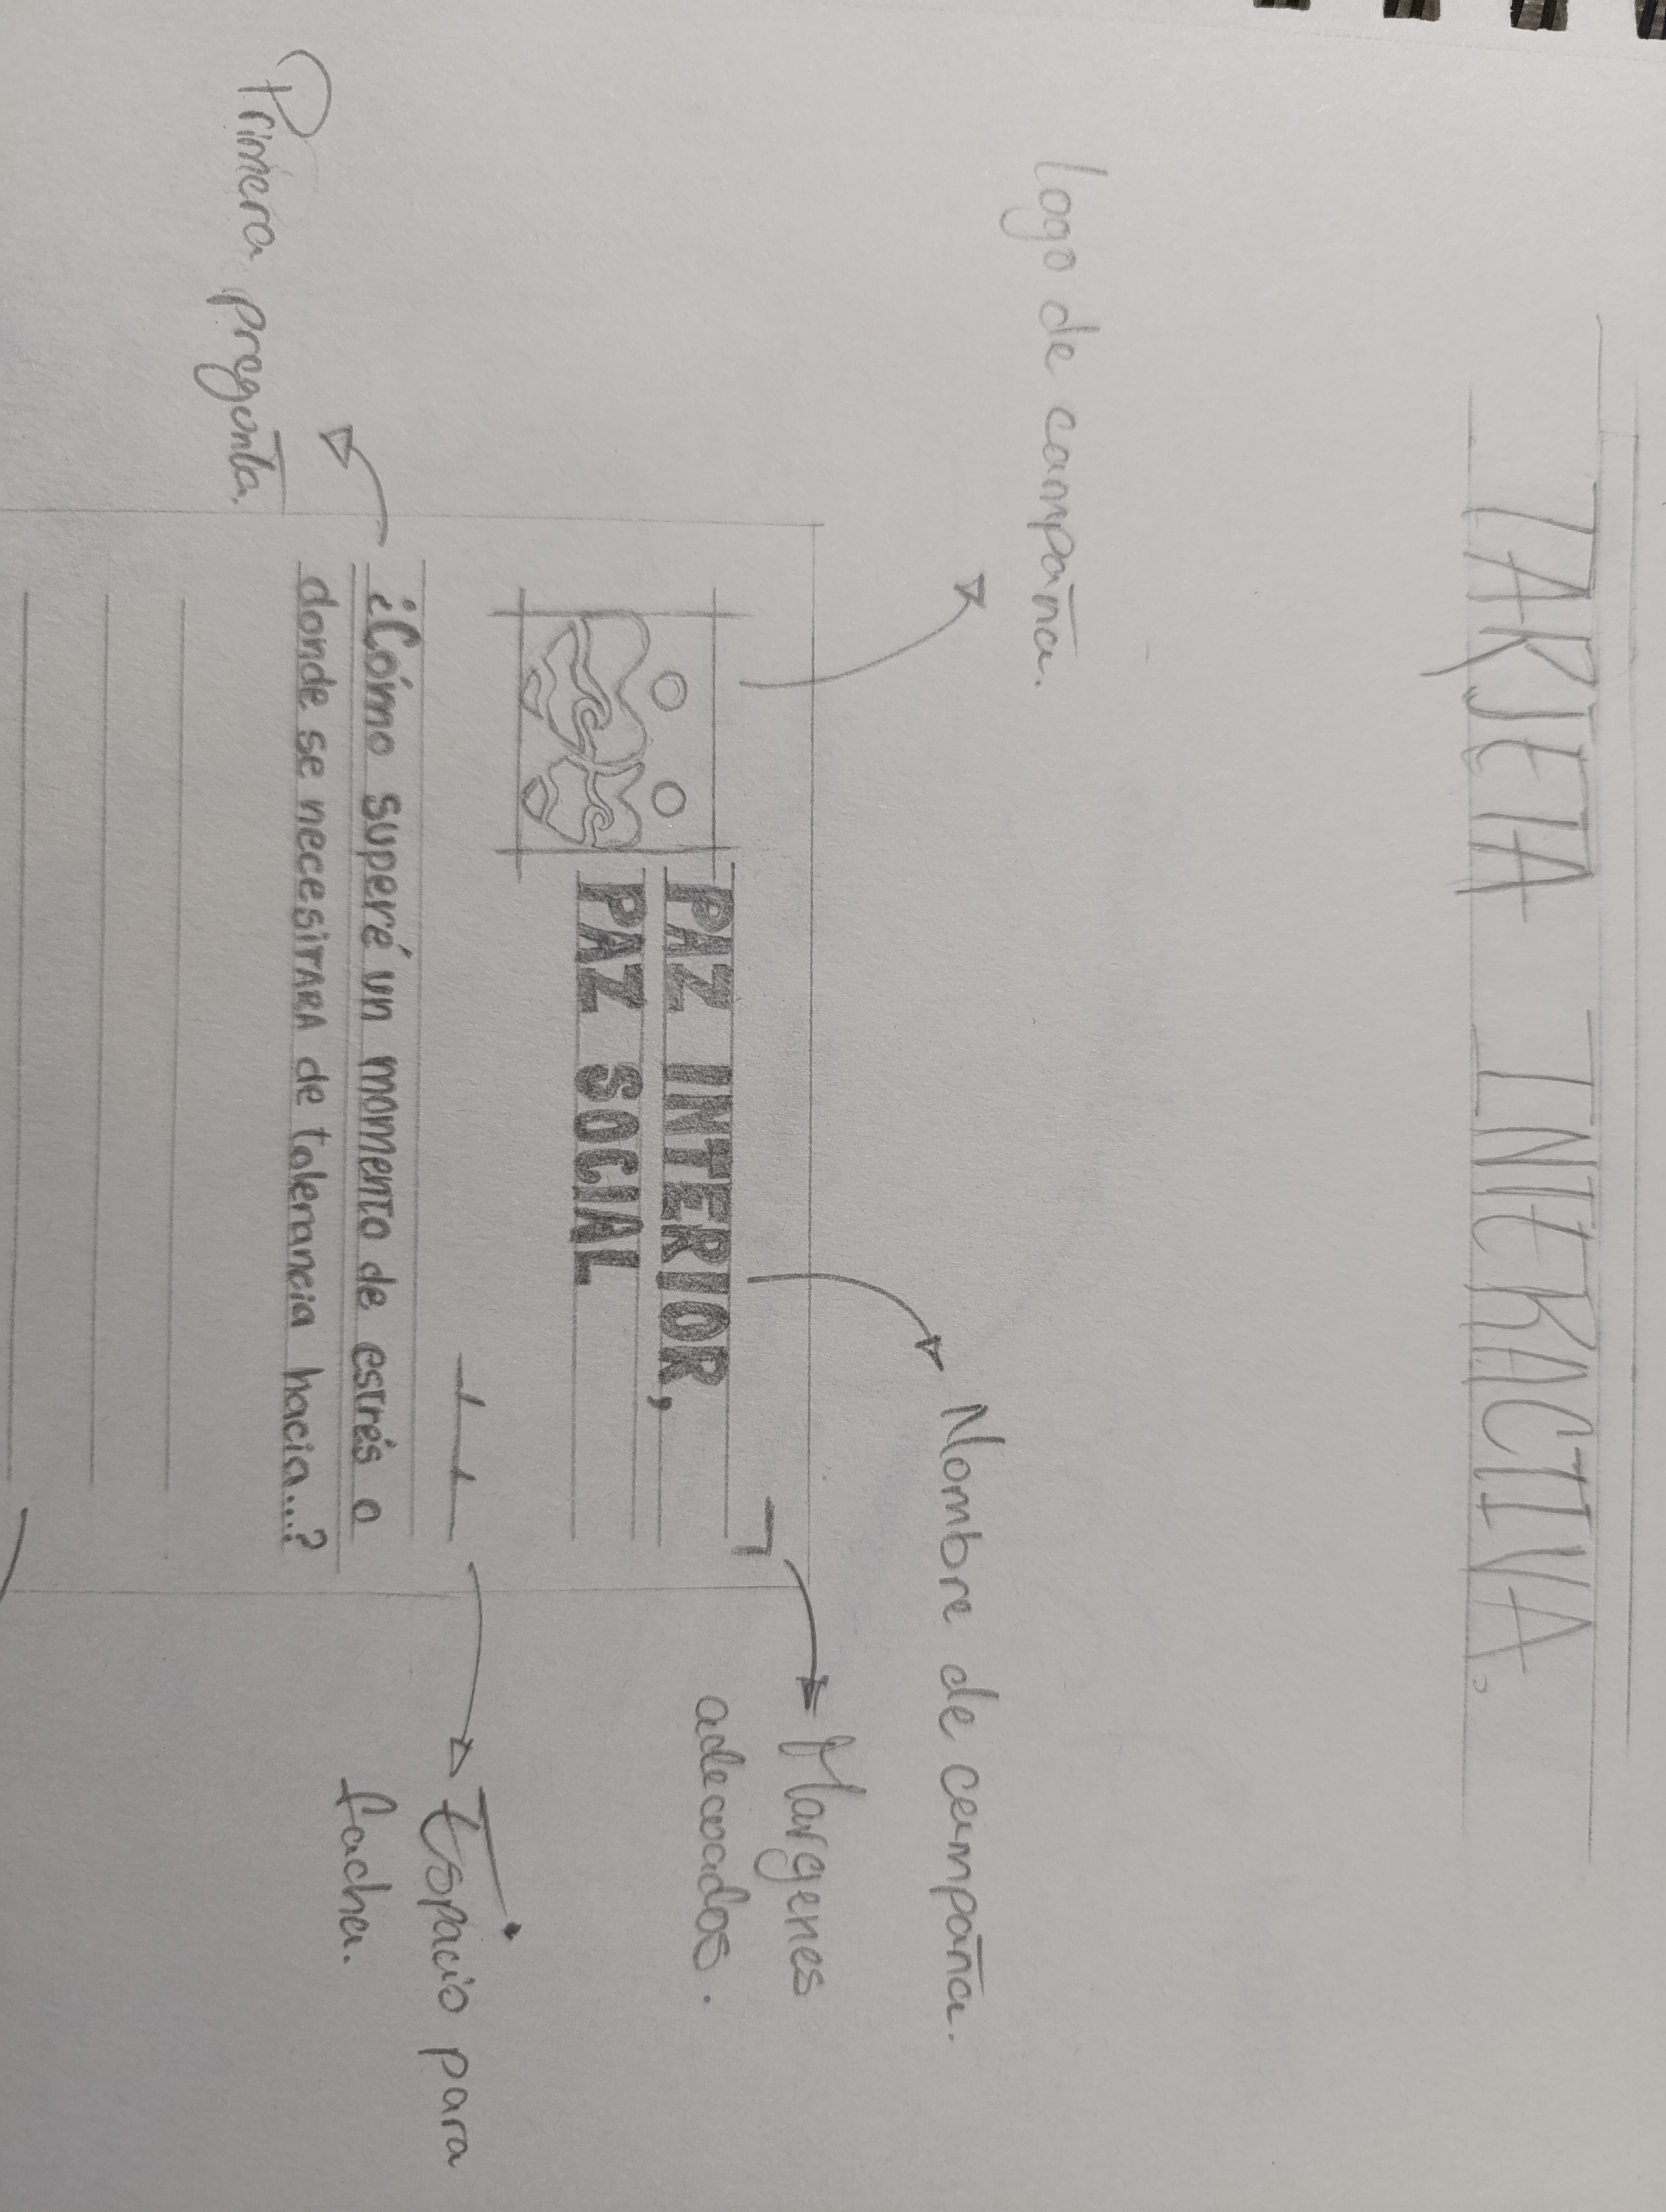 TARJETA INTERACTIVA.
logo de campaña.
Nombre de campaña.
Margenes
adecuados.
PAZ INTERIOR,
PAZ SOCIAL
Espacio para
facha.
¿Cómo superé un momento de estrés o
donde se necesitara de tolerancia hacia....?
Primera pregunta.